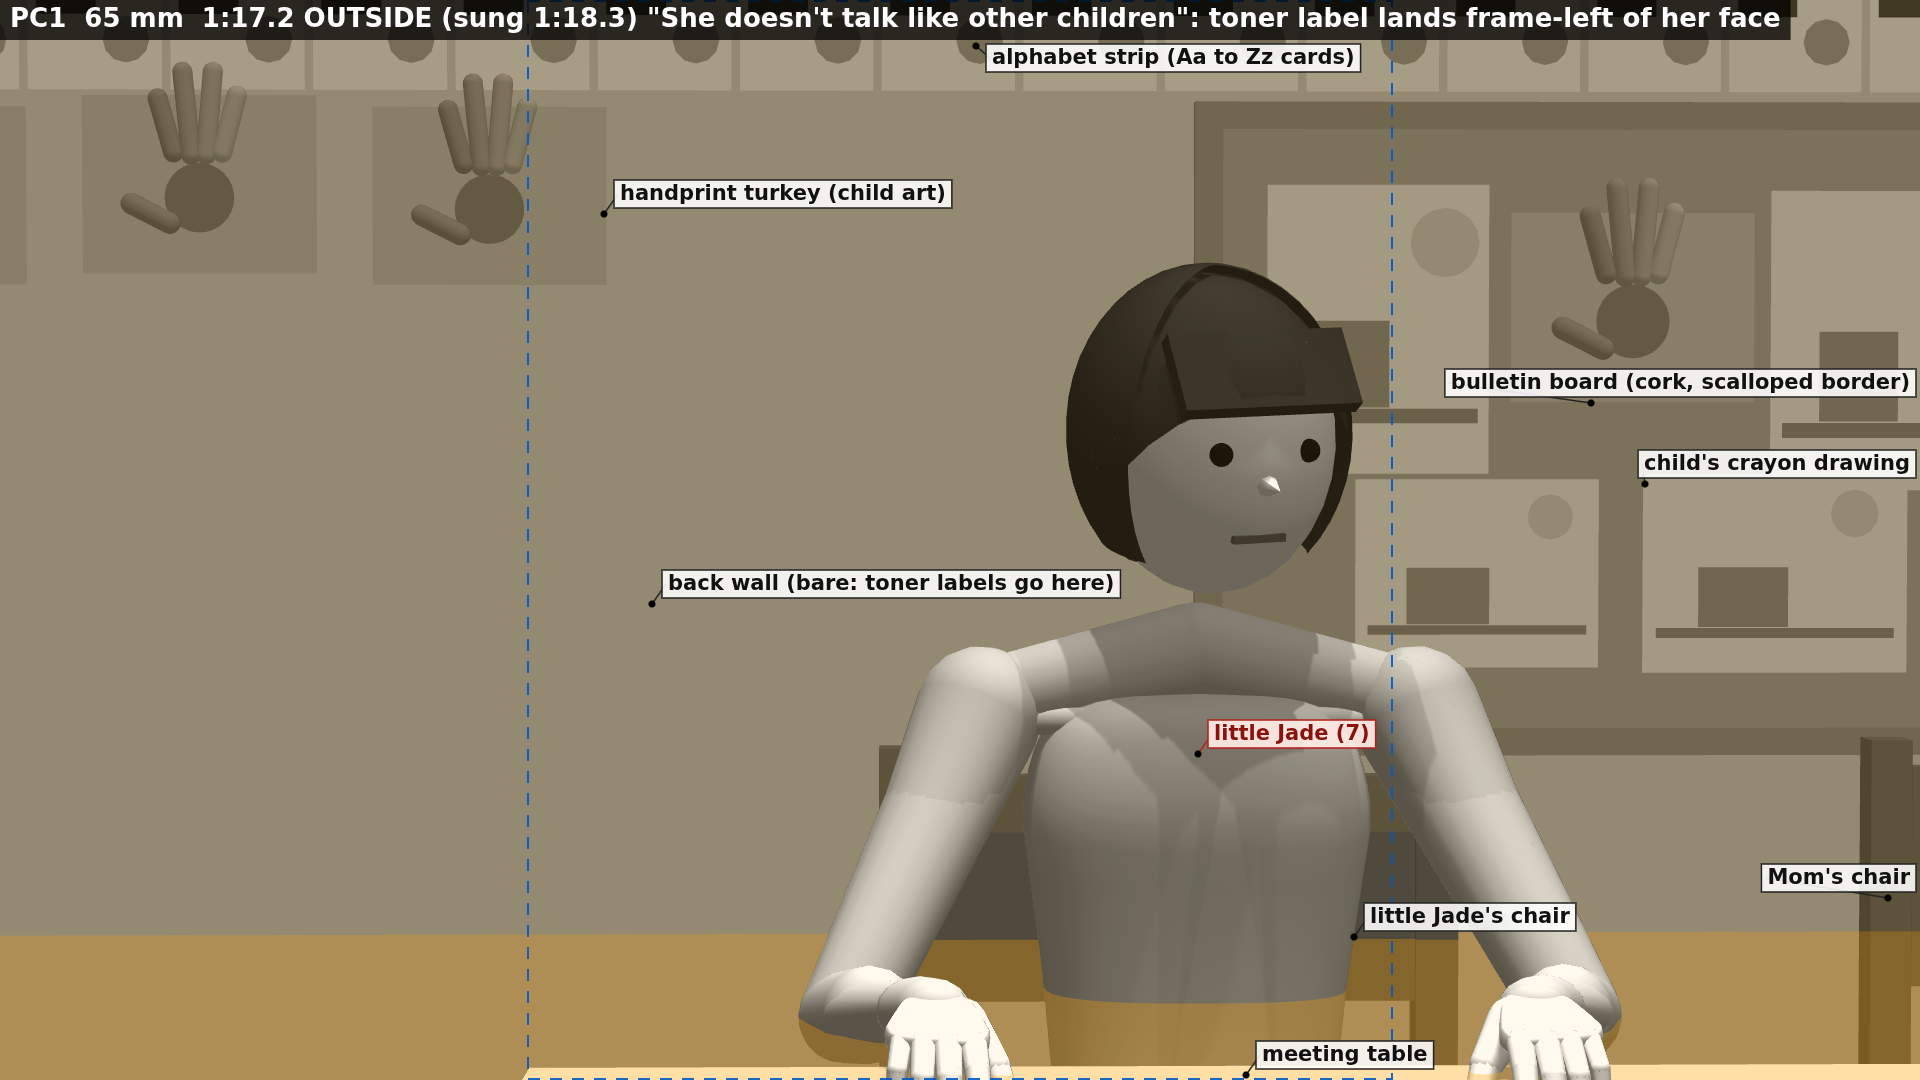 PC1  65 mm  1:17.2 OUTSIDE (sung 1:18.3) "She doesn't talk like other children": toner label lands frame-left of her face
alphabet strip (Aa to Zz cards)
handprint turkey (child art)
bulletin board (cork, scalloped border)
child's crayon drawing
back wall (bare: toner labels go here)
little Jade (7)
Mom's chair
little Jade's chair
meeting table